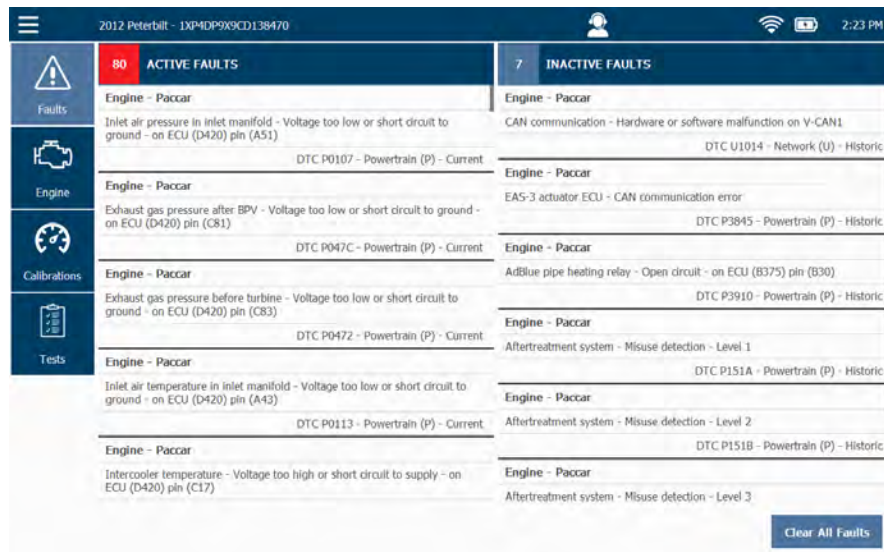 2012 Peterbilt - 1XP4DP9X9CD138470
2:23 PM
Faults
Engine
Calibrations
Tests
80 ACTIVE FAULTS
Engine - Paccar
Inlet air pressure in inlet manifold - Voltage too low or short circuit to
ground - on ECU (D420) pin (A51)
DTC P0107 - Powertrain (P) - Current
Engine - Paccar
Exhaust gas pressure after BPV - Voltage too low or short circuit to ground -
on ECU (D420) pin (C81)
DTC P047C - Powertrain (P) - Current
Engine - Paccar
Exhaust gas pressure before turbine - Voltage too low or short circuit to
ground - on ECU (D420) pin (C83)
DTC P0472 - Powertrain (P) - Current
Engine - Paccar
Inlet air temperature in inlet manifold - Voltage too low or short circuit to
ground - on ECU (D420) pin (A43)
DTC P0113 - Powertrain (P) - Current
Engine - Paccar
Intercooler temperature - Voltage too high or short circuit to supply - on
ECU (D420) pin (C17)
7 INACTIVE FAULTS
Engine - Paccar
CAN communication - Hardware or software malfunction on V-CAN1
DTC U1014 - Network (U) - Historic
Engine - Paccar
EAS-3 actuator ECU - CAN communication error
DTC P3845 - Powertrain (P) - Historic
Engine - Paccar
AdBlue pipe heating relay - Open circuit - on ECU (B375) pin (B30)
DTC P3910 - Powertrain (P) - Historic
Engine - Paccar
Aftertreatment system - Misuse detection - Level 1
DTC P151A - Powertrain (P) - Historic
Engine - Paccar
Aftertreatment system - Misuse detection - Level 2
DTC P151B - Powertrain (P) - Historic
Engine - Paccar
Aftertreatment system - Misuse detection - Level 3
Clear All Faults